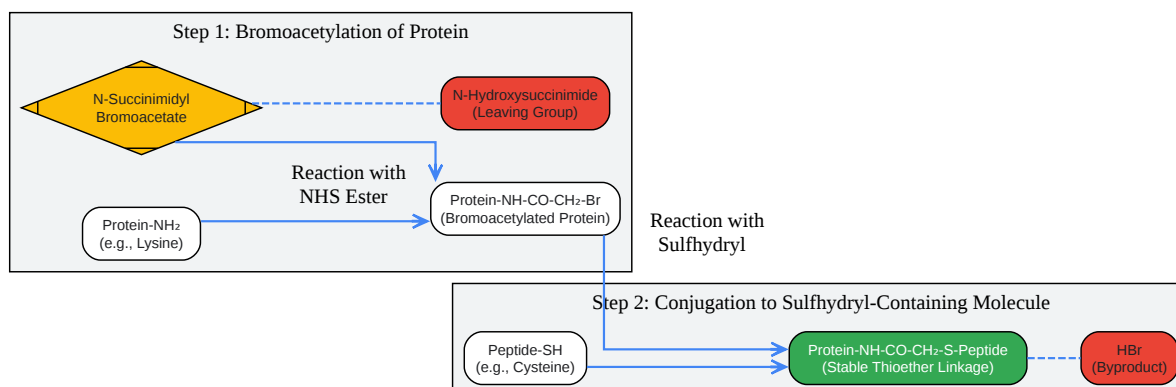 Step 1: Bromoacetylation of Protein
N-Succinimidyl
Bromoacetate
N-Hydroxysuccinimide
(Leaving Group)
Reaction with
NHS Ester
Protein-NH₂
(e.g., Lysine)
Protein-NH-CO-CH₂-Br
(Bromoacetylated Protein)
Reaction with
Sulfhydryl
Step 2: Conjugation to Sulfhydryl-Containing Molecule
Peptide-SH
(e.g., Cysteine)
Protein-NH-CO-CH₂-S-Peptide
(Stable Thioether Linkage)
HBr
(Byproduct)